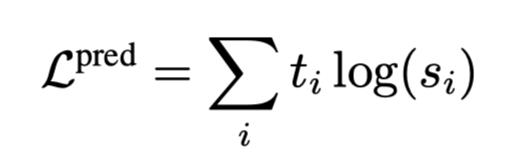 ℒ^pred = ∑_i t_i log(s_i)